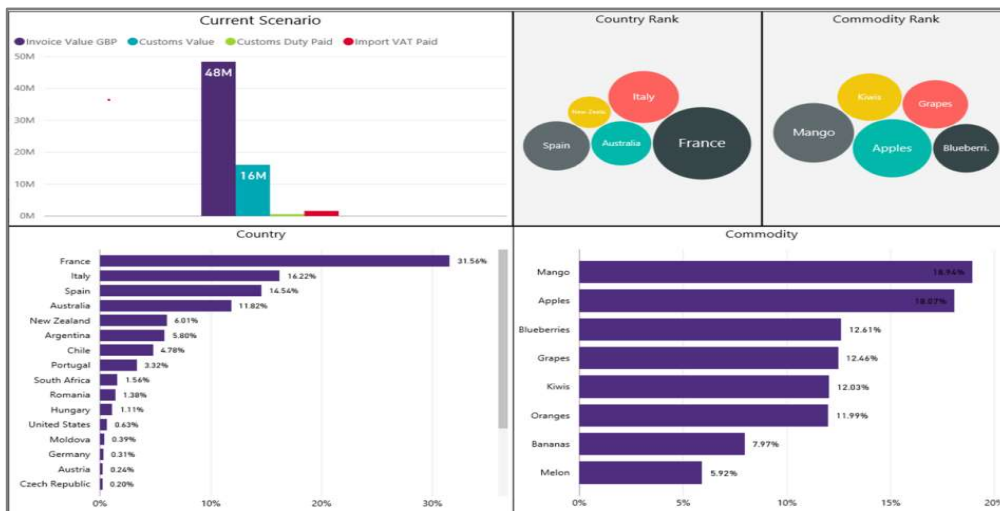 Current Scenario
Invoice Value GBP Customs Value Customs Duty Paid Import VAT Paid
50M
40M
30M
20M
10M
0M
48M
16M
Country Rank
Italy
Spain
Australia
France
Commodity Rank
Kiwis
Grapes
Mango
Apples
Blueberri.
Country
France 31.56%
Italy 16.22%
Spain 14.54%
Australia 11.82%
New Zealand 6.01%
Argentina 5.80%
Chile 4.78%
Portugal 3.32%
South Africa 1.56%
Romania 1.38%
Hungary 1.11%
United States 0.63%
Moldova 0.39%
Germany 0.31%
Austria 0.24%
Czech Republic 0.20%
0% 10% 20% 30%
Commodity
Mango 18.94%
Apples 18.07%
Blueberries 12.61%
Grapes 12.46%
Kiwis 12.03%
Oranges 11.99%
Bananas 7.97%
Melon 5.92%
0% 5% 10% 15% 20%